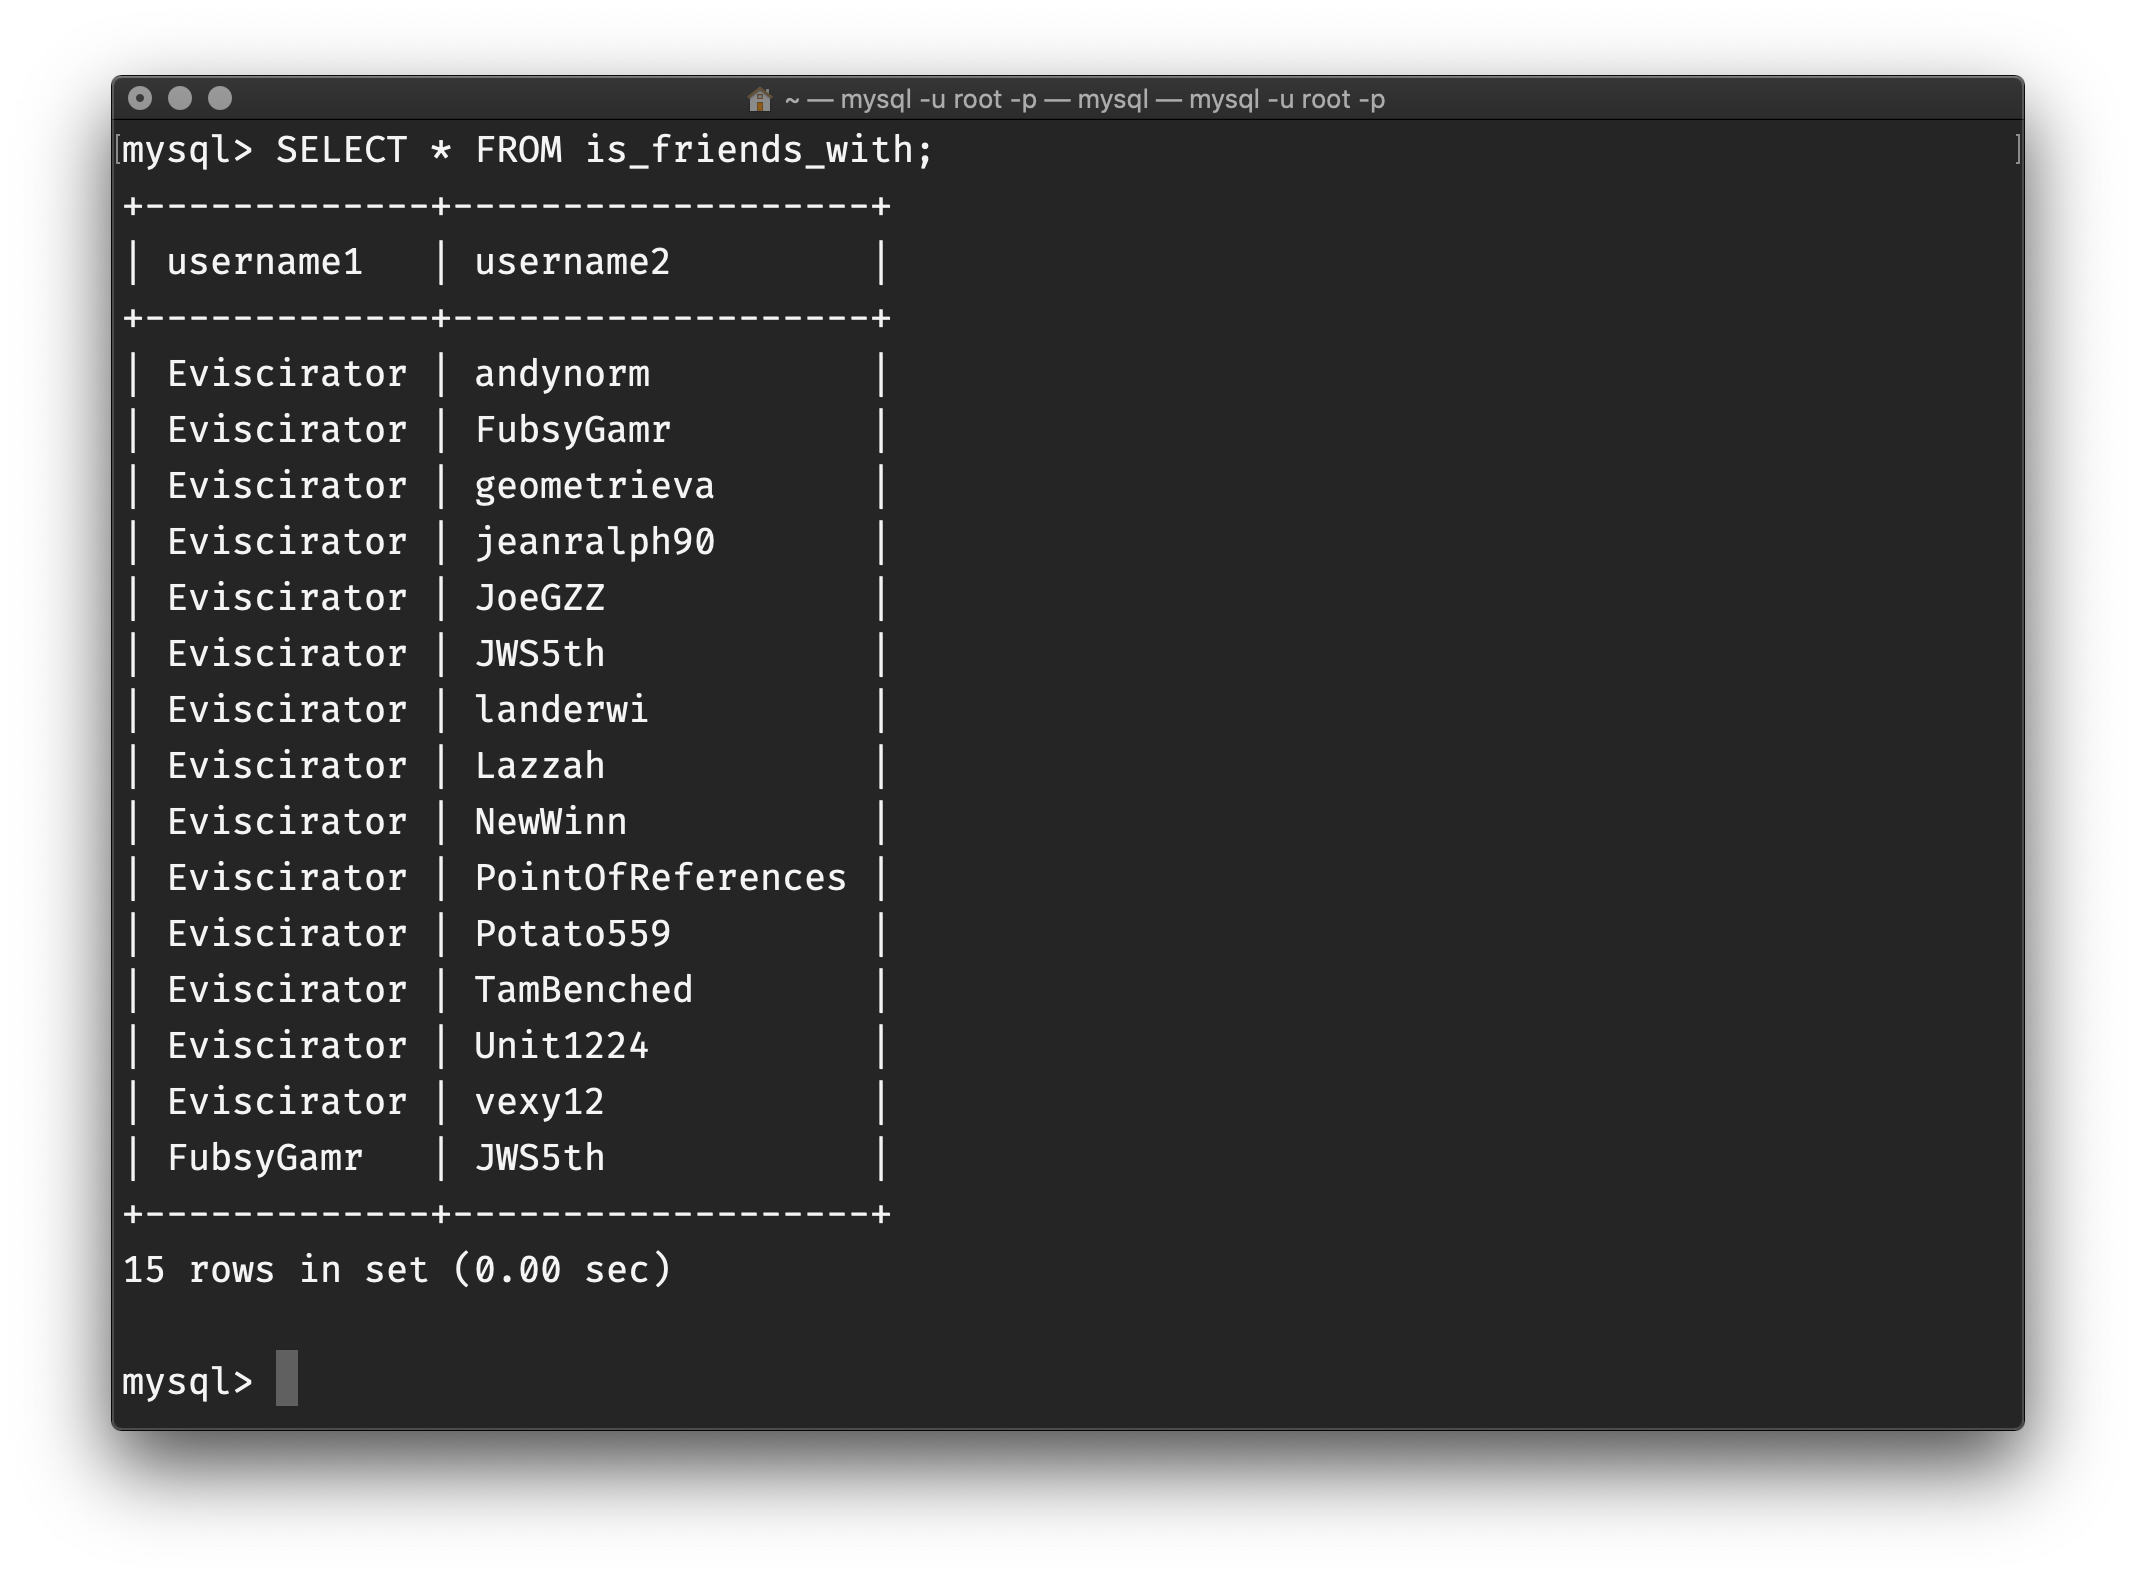 ~ — mysql -u root -p — mysql — mysql -u root -p
[mysql> SELECT * FROM is_friends_with; ]
+-------------+-------------------+
| username1   | username2         |
+-------------+-------------------+
| Eviscirator | andynorm          |
| Eviscirator | FubsyGamr         |
| Eviscirator | geometrieva       |
| Eviscirator | jeanralph90       |
| Eviscirator | JoeGZZ            |
| Eviscirator | JWS5th            |
| Eviscirator | landerwi          |
| Eviscirator | Lazzah            |
| Eviscirator | NewWinn           |
| Eviscirator | PointOfReferences |
| Eviscirator | Potato559         |
| Eviscirator | TamBenched        |
| Eviscirator | Unit1224          |
| Eviscirator | vexy12            |
| FubsyGamr   | JWS5th            |
+-------------+-------------------+
15 rows in set (0.00 sec)
mysql>